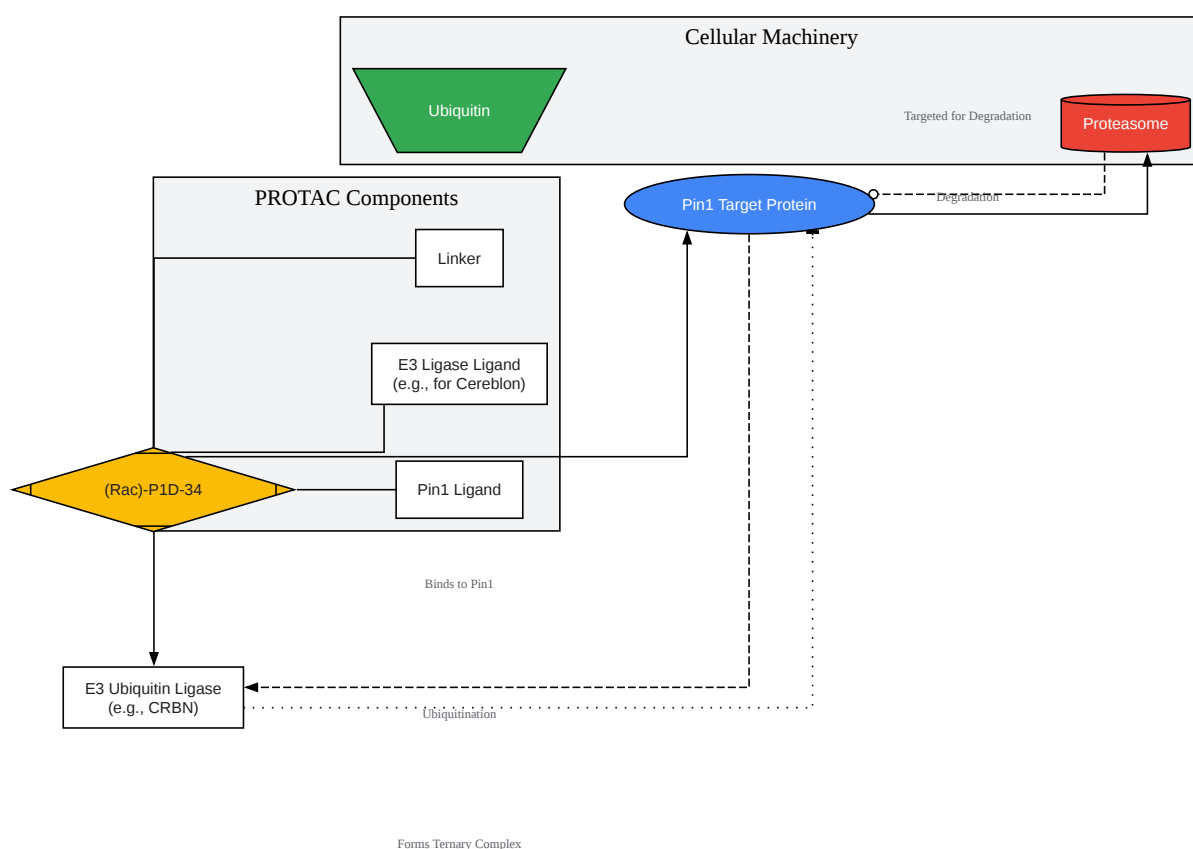 Cellular Machinery
Ubiquitin
Targeted for Degradation
Proteasome
PROTAC Components
Pin1 Target Protein
Degradation
Linker
E3 Ligase Ligand
(e.g., for Cereblon)
(Rac)-P1D-34
Pin1 Ligand
Binds to Pin1
E3 Ubiquitin Ligase
(e.g., CRBN)
Ubiquitination
Forms Ternary Complex